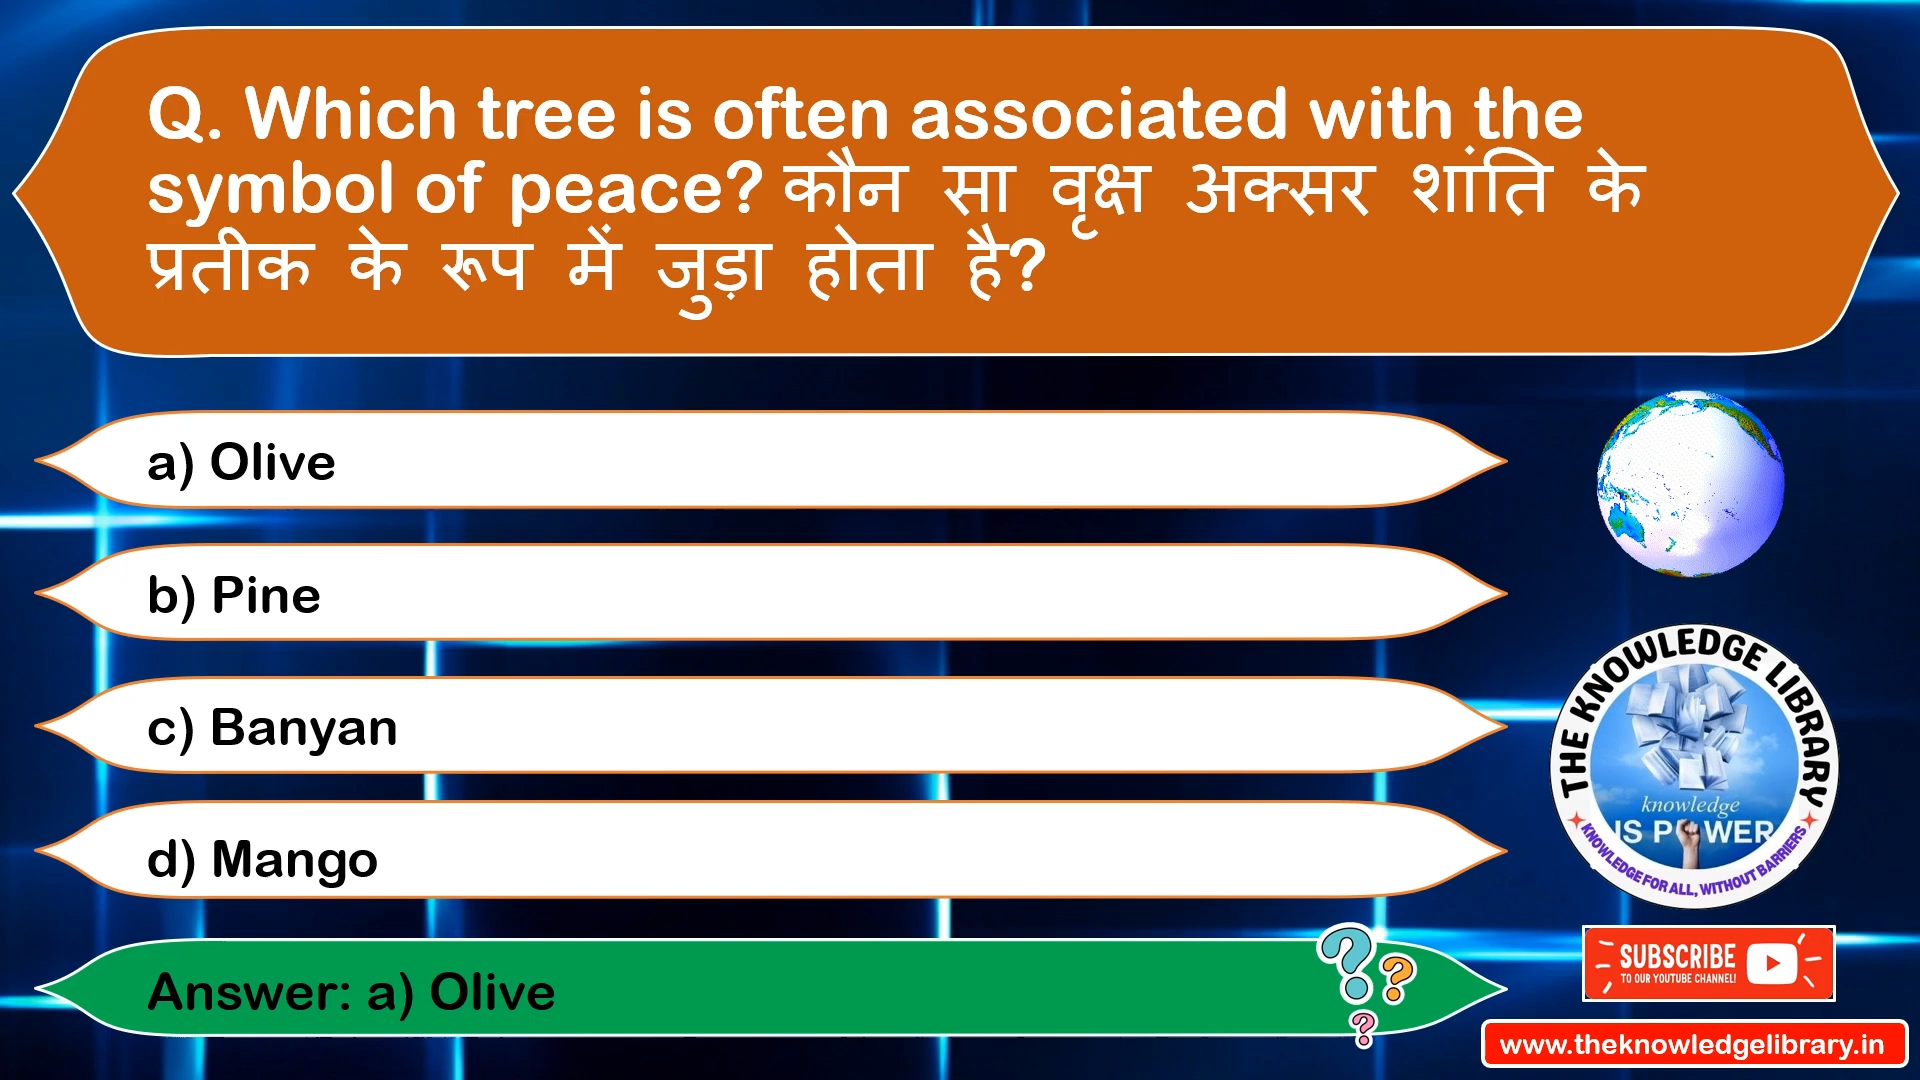 Q. Which tree is often associated with the
symbol of peace? कौन सा वृक्ष अक्सर शांति के
प्रतीक के रूप में जुड़ा होता है?
a) Olive
b) Pine
c) Banyan
d) Mango
Answer: a) Olive
THE KNOWLEDGE LIBRARY
knowledge
IS POWER
KNOWLEDGE FOR ALL, WITHOUT BARRIERS
SUBSCRIBE
TO OUR YOUTUBE CHANNEL!
www.theknowledgelibrary.in